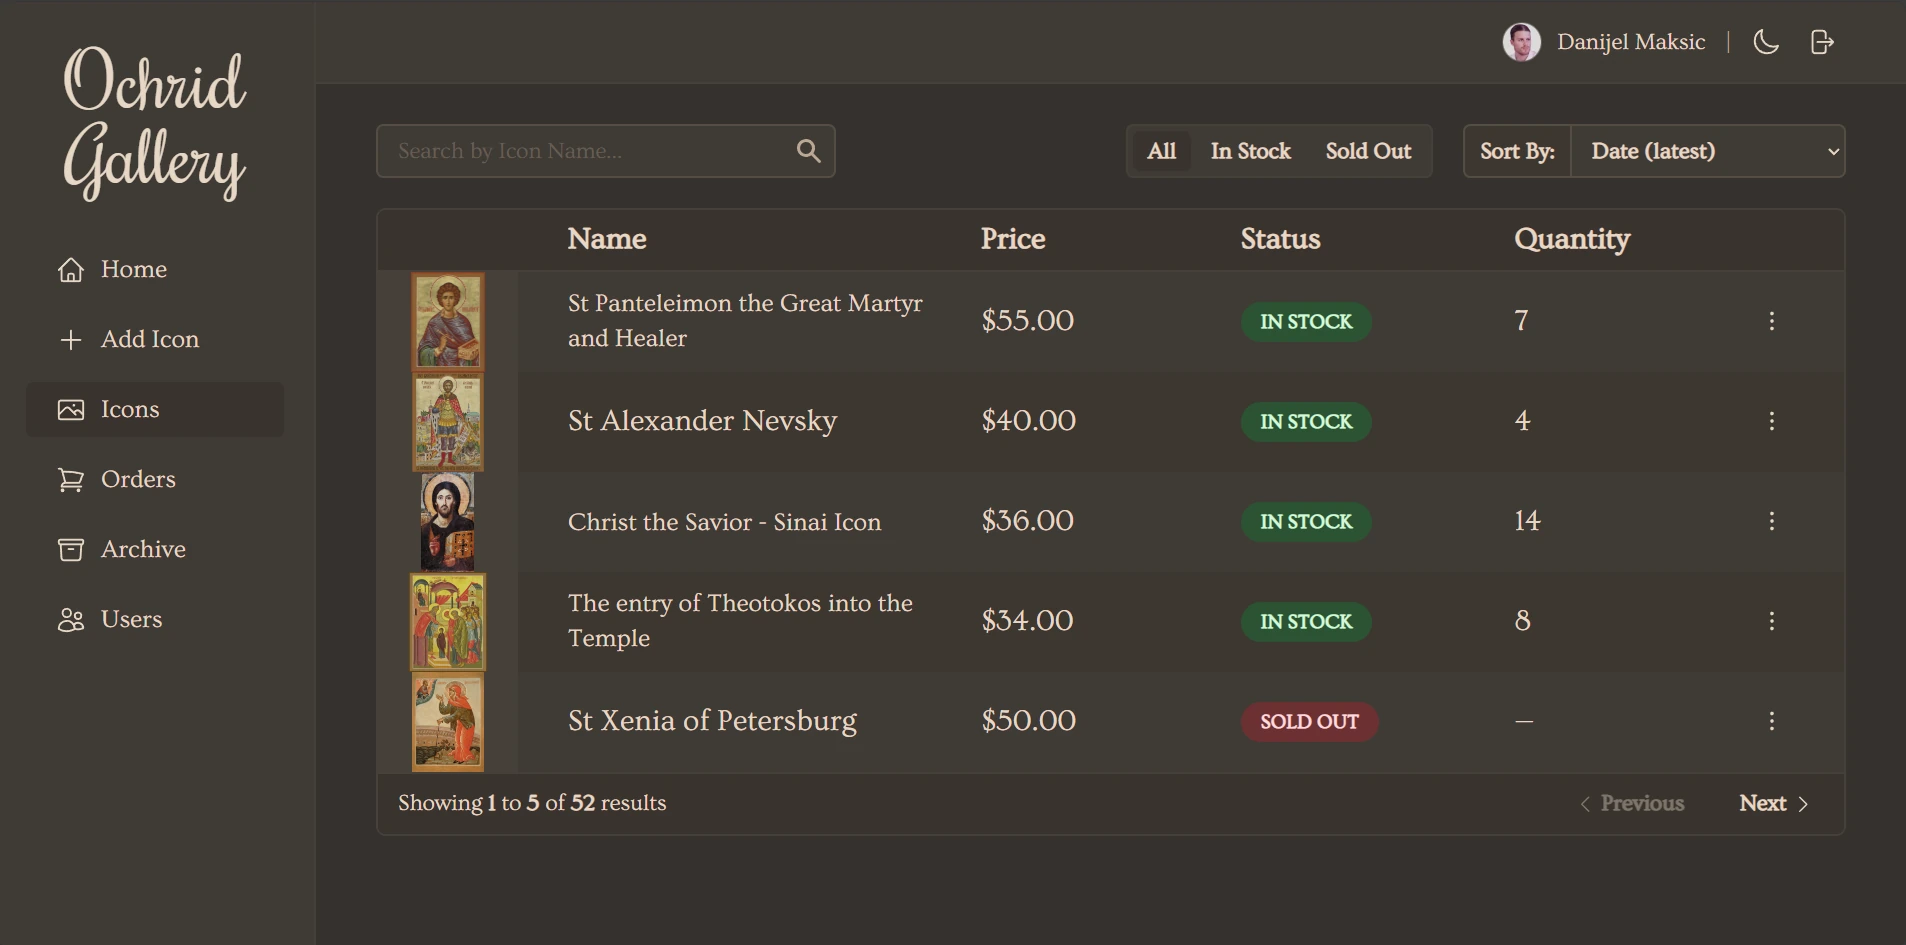 Ochrid
Gallery
Home
Add Icon
Icons
Orders
Archive
Users
Danijel Maksic
Search by Icon Name...
All
In Stock
Sold Out
Sort By:
Date (latest)
Name Price Status Quantity
St Panteleimon the Great Martyr
and Healer
$55.00 IN STOCK 7
St Alexander Nevsky $40.00 IN STOCK 4
Christ the Savior - Sinai Icon $36.00 IN STOCK 14
The entry of Theotokos into the
Temple
$34.00 IN STOCK 8
St Xenia of Petersburg $50.00 SOLD OUT —
Showing 1 to 5 of 52 results
Previous
Next